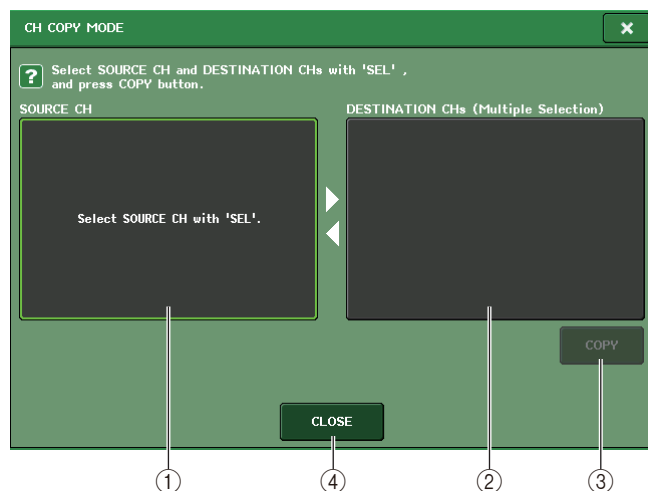 CH COPY MODE
×
? Select SOURCE CH and DESTINATION CHs with 'SEL' ,
and press COPY button.
SOURCE CH
DESTINATION CHs (Multiple Selection)
Select SOURCE CH with 'SEL'.
COPY
CLOSE
① ④ ② ③